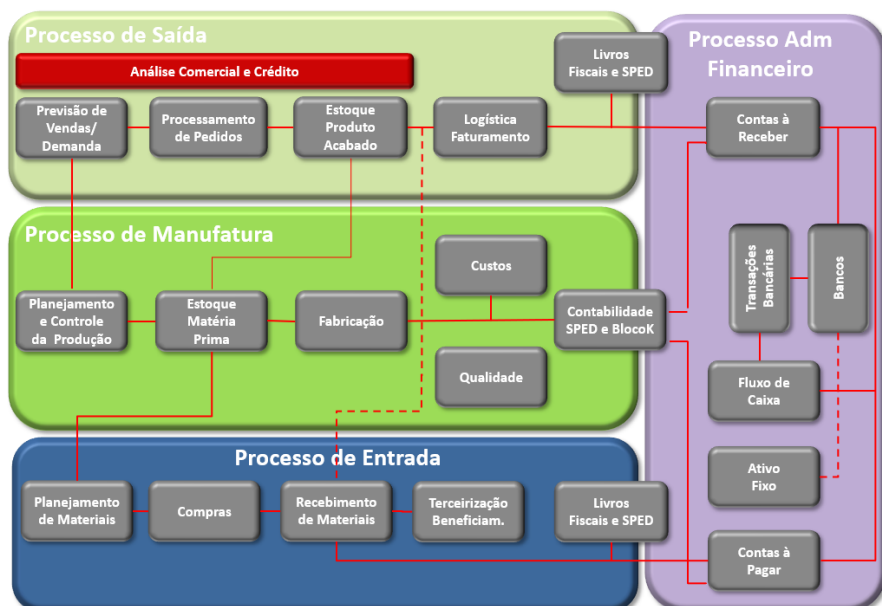 Processo de Saída
Análise Comercial e Crédito
Previsão de
Vendas/
Demanda
Processamento
de Pedidos
Estoque
Produto
Acabado
Logística
Faturamento
Livros
Fiscais e SPED
Processo Adm
Financeiro
Contas à
Receber
Transações
Bancárias
Bancos
Fluxo de
Caixa
Ativo
Fixo
Contas à
Pagar
Processo de Manufatura
Planejamento
e Controle
da Produção
Estoque
Matéria
Prima
Fabricação
Custos
Qualidade
Contabilidade
SPED e BlocoK
Processo de Entrada
Planejamento
de Materiais
Compras
Recebimento
de Materiais
Terceirização
Beneficiam.
Livros
Fiscais e SPED